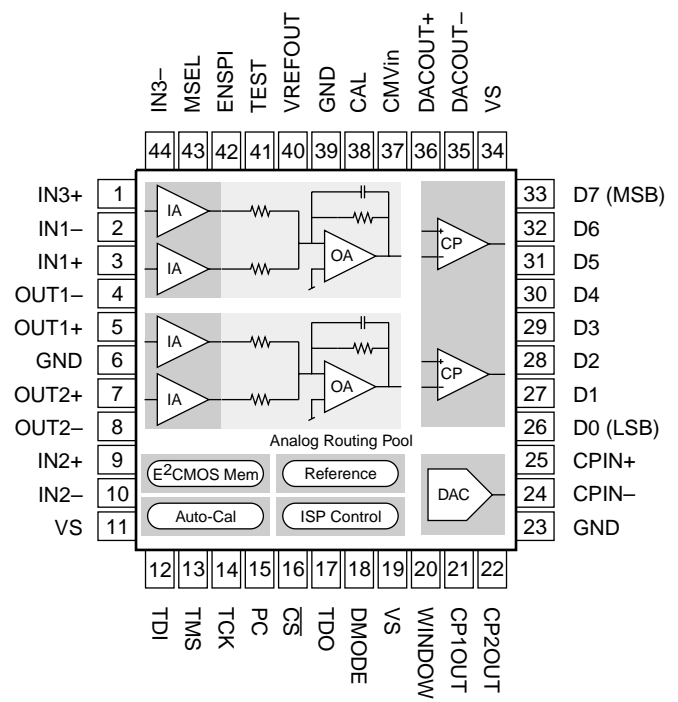 IN3–
MSEL
ENSPI
TEST
VREFOUT
GND
CAL
CMVin
DACOUT+
DACOUT–
VS
44 43 42 41 40 39 38 37 36 35 34
IN3+ 1
IN1– 2
IN1+ 3
OUT1– 4
OUT1+ 5
GND 6
OUT2+ 7
OUT2– 8
IN2+ 9
IN2– 10
VS 11
IA
IA
OA
CP
IA
IA
OA
CP
Analog Routing Pool
E²CMOS Mem
Reference
Auto-Cal
ISP Control
DAC
33 D7 (MSB)
32 D6
31 D5
30 D4
29 D3
28 D2
27 D1
26 D0 (LSB)
25 CPIN+
24 CPIN–
23 GND
12 13 14 15 16 17 18 19 20 21 22
TDI
TMS
TCK
PC
C̅S̅
TDO
DMODE
VS
WINDOW
CP1OUT
CP2OUT